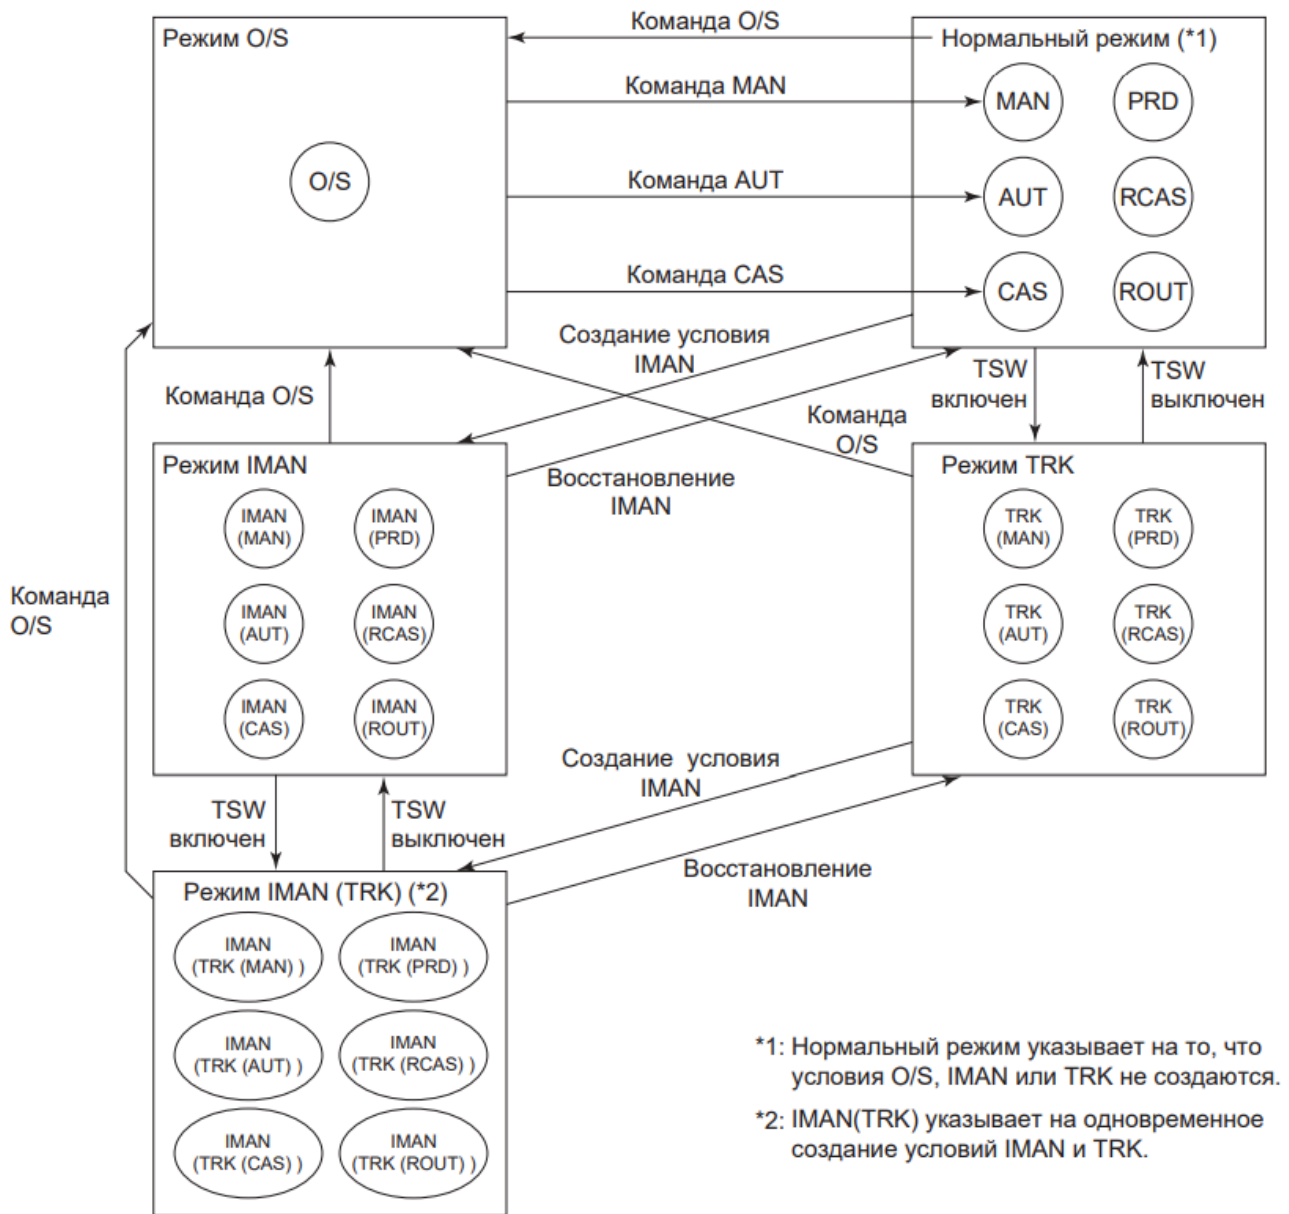 Команда O/S
Режим O/S
Нормальный режим (*1)
Команда MAN
MAN
PRD
O/S
Команда AUT
AUT
RCAS
Команда CAS
CAS
ROUT
Создание условия
IMAN
TSW
включен
TSW
выключен
Команда O/S
Команда
O/S
Режим IMAN
Режим TRK
Восстановление
IMAN
IMAN
(MAN)
IMAN
(PRD)
TRK
(MAN)
TRK
(PRD)
Команда
O/S
IMAN
(AUT)
IMAN
(RCAS)
TRK
(AUT)
TRK
(RCAS)
IMAN
(CAS)
IMAN
(ROUT)
TRK
(CAS)
TRK
(ROUT)
Создание условия
IMAN
TSW
включен
TSW
выключен
Восстановление
IMAN
Режим IMAN (TRK) (*2)
IMAN
(TRK (MAN) )
IMAN
(TRK (PRD) )
IMAN
(TRK (AUT) )
IMAN
(TRK (RCAS) )
IMAN
(TRK (CAS) )
IMAN
(TRK (ROUT) )
*1: Нормальный режим указывает на то, что
условия O/S, IMAN или TRK не создаются.
*2: IMAN(TRK) указывает на одновременное
создание условий IMAN и TRK.